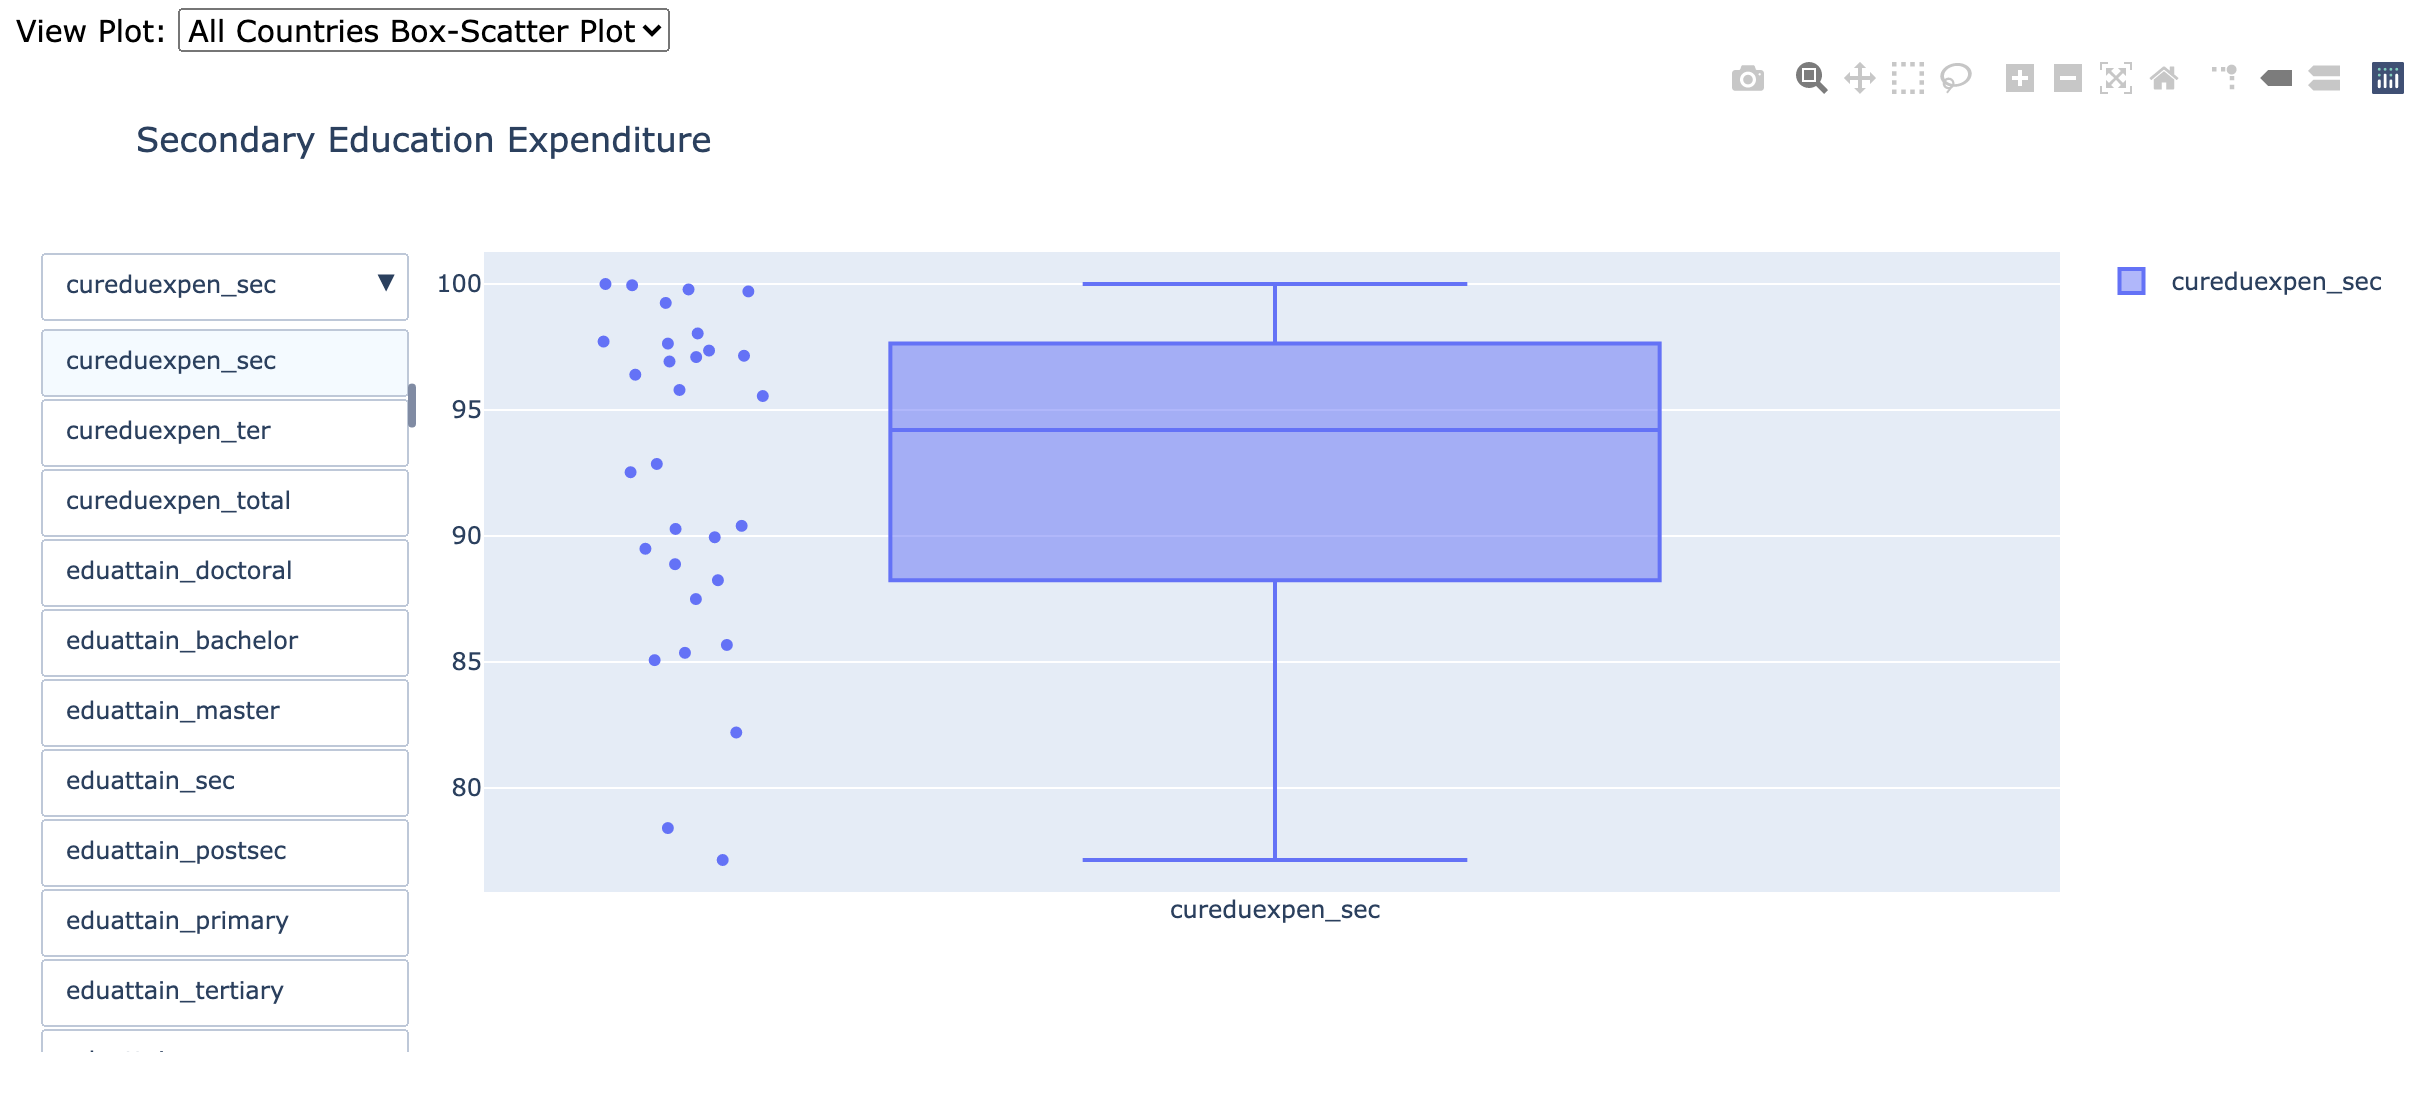 View Plot: All Countries Box-Scatter Plot
Secondary Education Expenditure
cureduexpen_sec ▼
cureduexpen_sec
cureduexpen_ter
cureduexpen_total
eduattain_doctoral
eduattain_bachelor
eduattain_master
eduattain_sec
eduattain_postsec
eduattain_primary
eduattain_tertiary
100
95
90
85
80
cureduexpen_sec
cureduexpen_sec